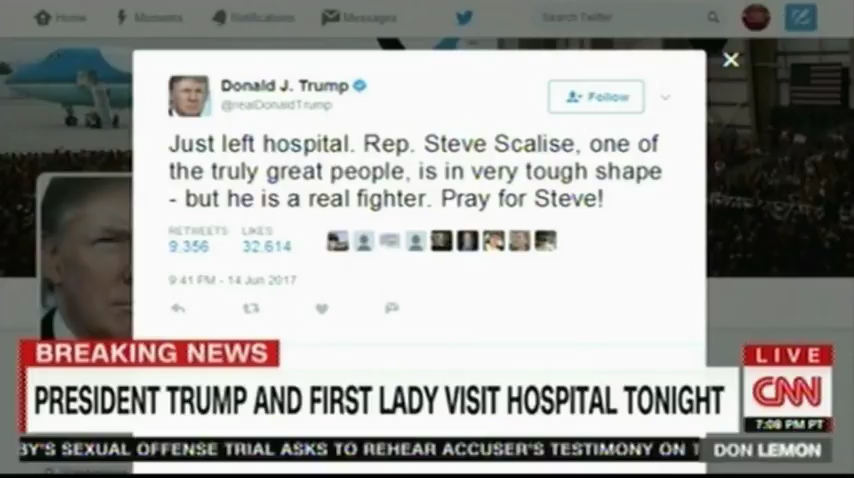 Home Moments Notifications Messages Search Twitter
Donald J. Trump
@realDonaldTrump
Follow
Just left hospital. Rep. Steve Scalise, one of
the truly great people, is in very tough shape
- but he is a real fighter. Pray for Steve!
RETWEETS LIKES
9,356 32,614
9:41 PM - 14 Jun 2017
BREAKING NEWS
PRESIDENT TRUMP AND FIRST LADY VISIT HOSPITAL TONIGHT
LIVE
CNN
7:08 PM PT
BY'S SEXUAL OFFENSE TRIAL ASKS TO REHEAR ACCUSER'S TESTIMONY ON
DON LEMON